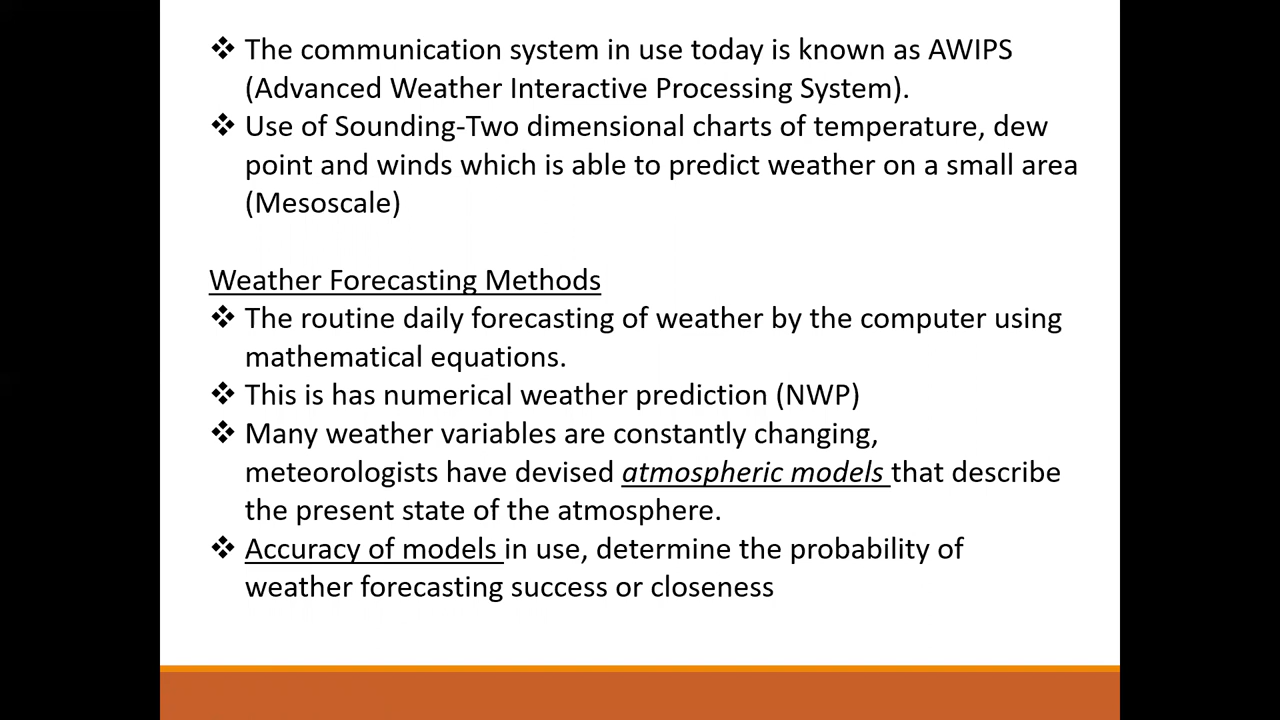 ❖ The communication system in use today is known as AWIPS
(Advanced Weather Interactive Processing System).
❖ Use of Sounding-Two dimensional charts of temperature, dew
point and winds which is able to predict weather on a small area
(Mesoscale)
Weather Forecasting Methods
❖ The routine daily forecasting of weather by the computer using
mathematical equations.
❖ This is has numerical weather prediction (NWP)
❖ Many weather variables are constantly changing,
meteorologists have devised atmospheric models that describe
the present state of the atmosphere.
❖ Accuracy of models in use, determine the probability of
weather forecasting success or closeness